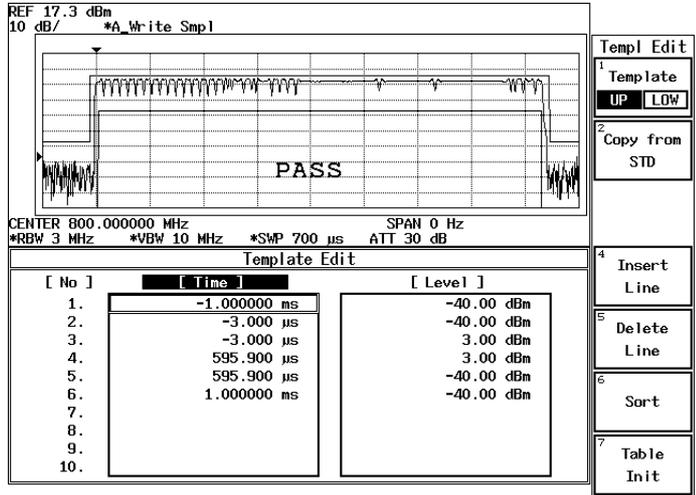 REF 17.3 dBm
10 dB/ *A_Write Smpl
PASS
CENTER 800.000000 MHz SPAN 0 Hz
*RBW 3 MHz *VBW 10 MHz *SWP 700 µs ATT 30 dB
Template Edit
[ No ] [ Time ] [ Level ]
1. -1.000000 ms -40.00 dBm
2. -3.000 µs -40.00 dBm
3. -3.000 µs 3.00 dBm
4. 595.900 µs 3.00 dBm
5. 595.900 µs -40.00 dBm
6. 1.000000 ms -40.00 dBm
7.
8.
9.
10.
Templ Edit
1 Template
UP LOW
2 Copy from
STD
4 Insert
Line
5 Delete
Line
6 Sort
7 Table
Init